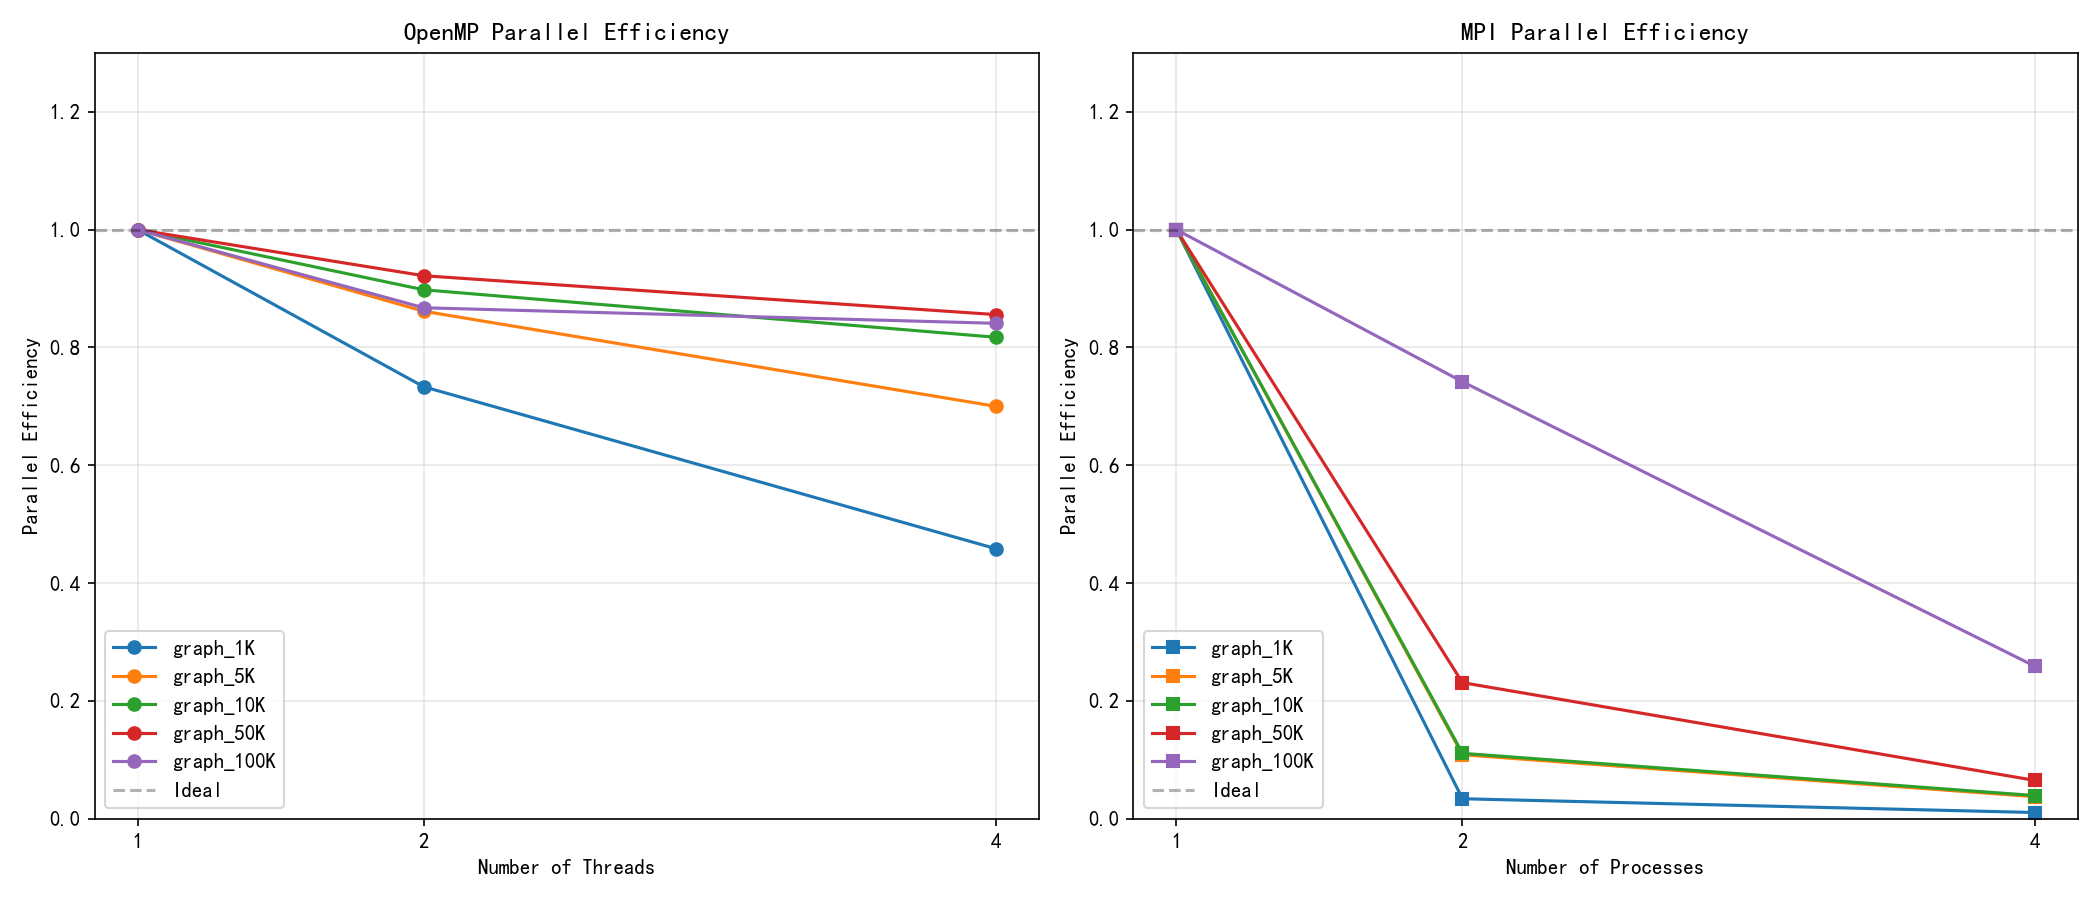 OpenMP Parallel Efficiency
Parallel Efficiency
1.2
1.0
0.8
0.6
0.4
0.2
0.0
graph_1K
graph_5K
graph_10K
graph_50K
graph_100K
Ideal
1
2
4
Number of Threads
MPI Parallel Efficiency
Parallel Efficiency
1.2
1.0
0.8
0.6
0.4
0.2
0.0
graph_1K
graph_5K
graph_10K
graph_50K
graph_100K
Ideal
1
2
4
Number of Processes